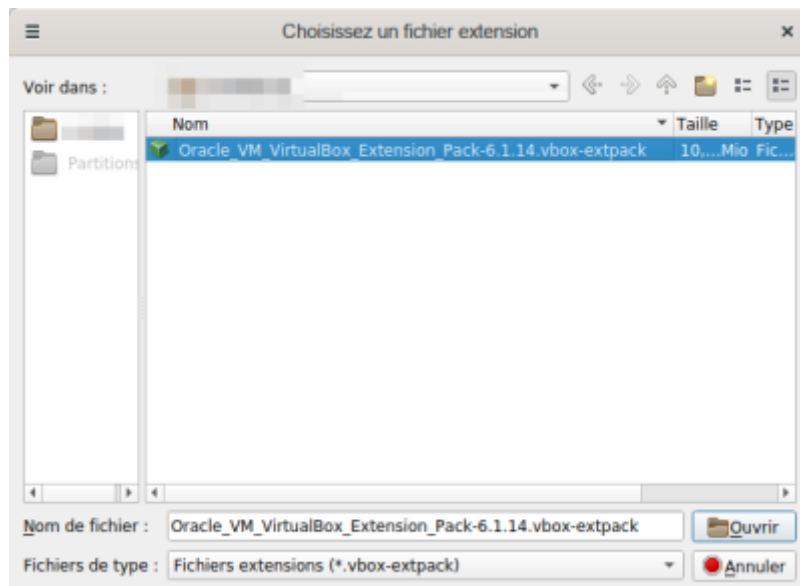 Choisissez un fichier extension
Voir dans :
Nom Taille Type
Oracle_VM_VirtualBox_Extension_Pack-6.1.14.vbox-extpack 10,...Mio Fic...
Partitions
Nom de fichier : Oracle_VM_VirtualBox_Extension_Pack-6.1.14.vbox-extpack Ouvrir
Fichiers de type : Fichiers extensions (*.vbox-extpack) Annuler